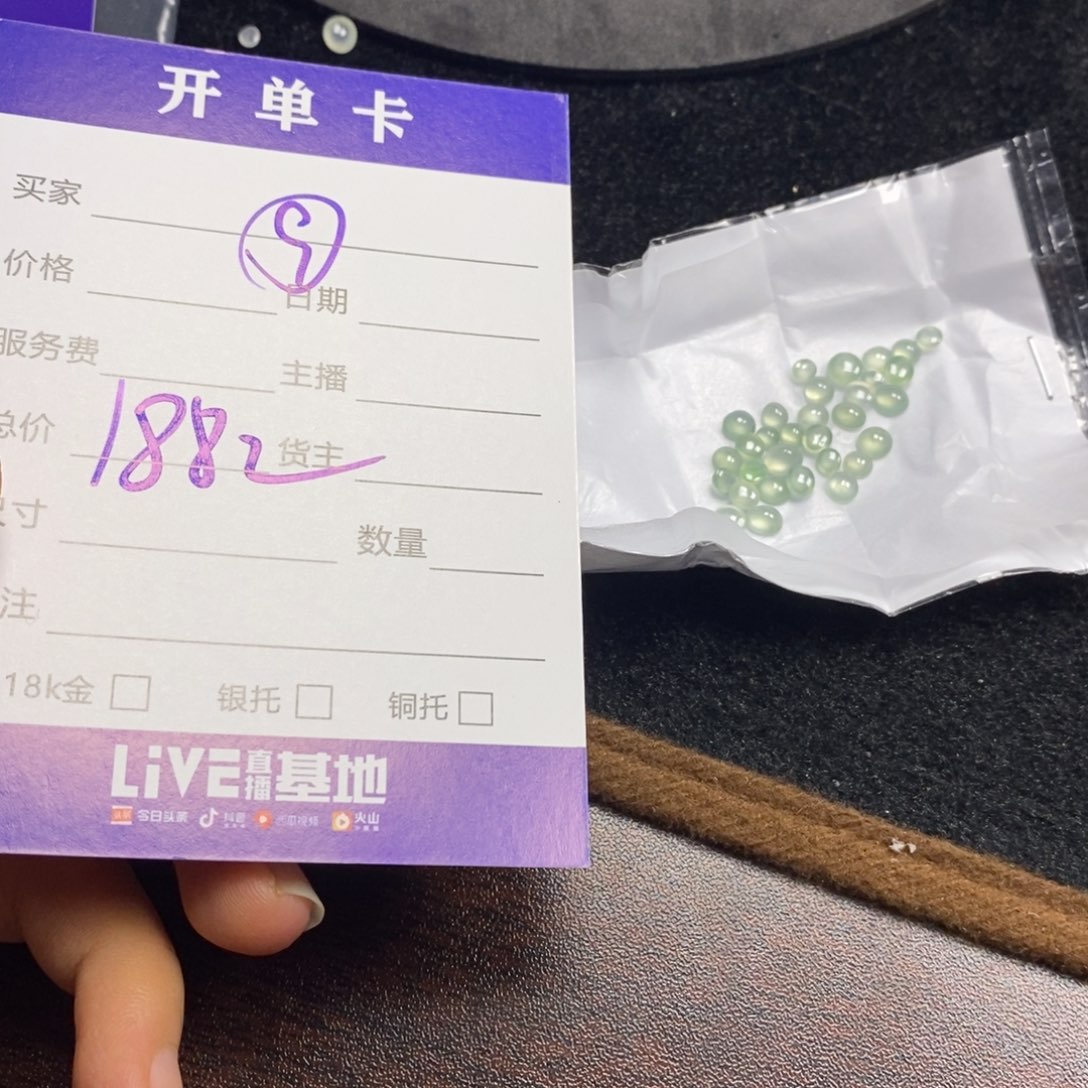 开单卡
买家 9
价格 日期
服务费 主播
总价 1882 货主
尺寸 数量
注
18k金 银托 铜托
LiVE直播基地
今日头条 抖音 西瓜视频 火山